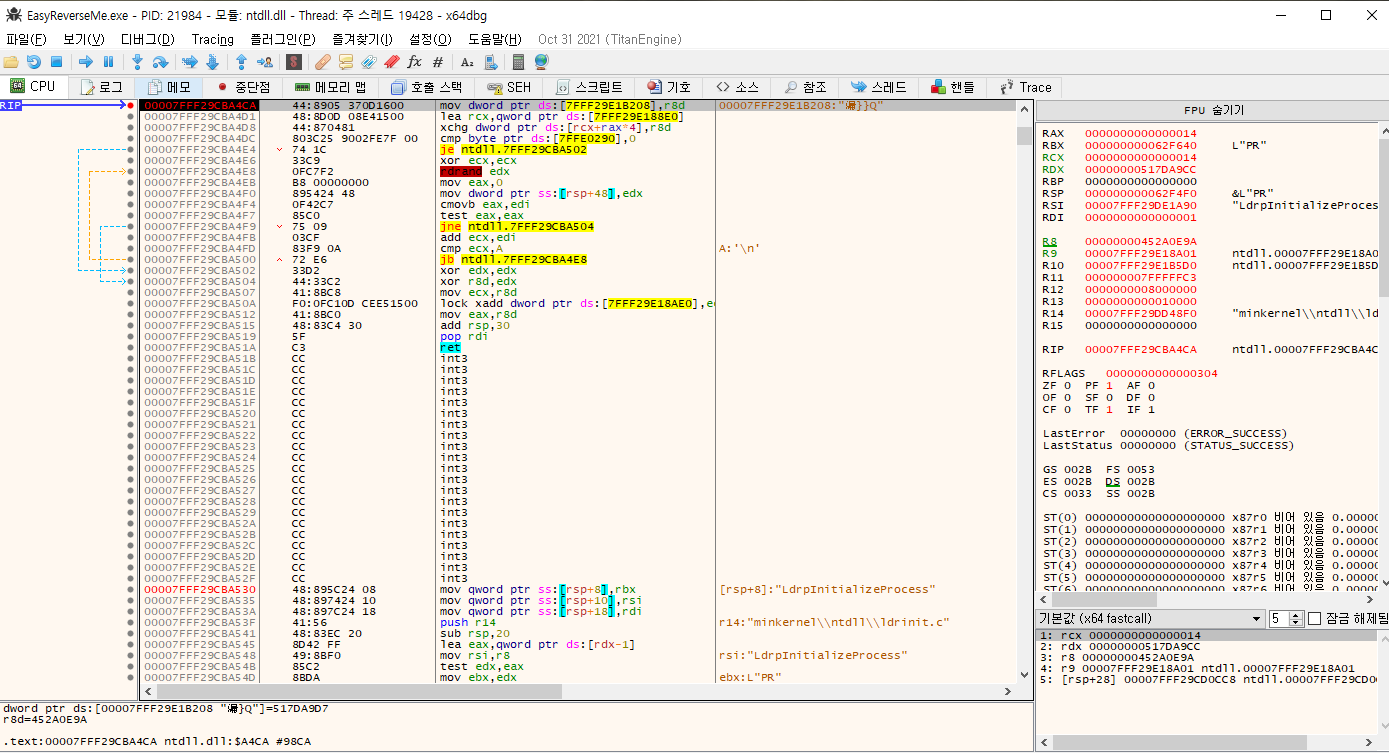 EasyReverseMe.exe - PID: 21984 - 모듈: ntdll.dll - Thread: 주 스레드 19428 - x64dbg
파일(F) 보기(V) 디버그(D) Tracing 플러그인(P) 즐겨찾기(I) 설정(O) 도움말(H) Oct 31 2021 (TitanEngine)
CPU 로그 메모 중단점 메모리 맵 호출 스택 SEH 스크립트 기호 소스 참조 스레드 핸들 Trace
RIP
00007FFF29CBA4CA 44:8905 370D1600 mov dword ptr ds:[7FFF29E1B208],r8d
00007FFF29CBA4D1 48:8D0D 08E41500 lea rcx,qword ptr ds:[7FFF29E188E0]
00007FFF29CBA4D8 44:870481 xchg dword ptr ds:[rcx+rax*4],r8d
00007FFF29CBA4DC 803C25 9002FE7F 00 cmp byte ptr ds:[7FFE0290],0
00007FFF29CBA4E4 74 1C je ntdll.7FFF29CBA502
00007FFF29CBA4E6 33C9 xor ecx,ecx
00007FFF29CBA4E8 0FC7F2 rdrand edx
00007FFF29CBA4EB B8 00000000 mov eax,0
00007FFF29CBA4F0 895424 48 mov dword ptr ss:[rsp+48],edx
00007FFF29CBA4F4 0F42C7 cmovb eax,edi
00007FFF29CBA4F7 85C0 test eax,eax
00007FFF29CBA4F9 75 09 jne ntdll.7FFF29CBA504
00007FFF29CBA4FB 03CF add ecx,edi
00007FFF29CBA4FD 83F9 0A cmp ecx,A A:'\n'
00007FFF29CBA500 72 E6 jb ntdll.7FFF29CBA4E8
00007FFF29CBA502 33D2 xor edx,edx
00007FFF29CBA504 44:33C2 xor r8d,edx
00007FFF29CBA507 41:8BC8 mov ecx,r8d
00007FFF29CBA50A F0:0FC10D CEE51500 lock xadd dword ptr ds:[7FFF29E18AE0],e
00007FFF29CBA512 41:8BC0 mov eax,r8d
00007FFF29CBA515 48:83C4 30 add rsp,30
00007FFF29CBA519 5F pop rdi
00007FFF29CBA51A C3 ret
00007FFF29CBA51B CC int3
00007FFF29CBA51C CC int3
00007FFF29CBA51D CC int3
00007FFF29CBA51E CC int3
00007FFF29CBA51F CC int3
00007FFF29CBA520 CC int3
00007FFF29CBA521 CC int3
00007FFF29CBA522 CC int3
00007FFF29CBA523 CC int3
00007FFF29CBA524 CC int3
00007FFF29CBA525 CC int3
00007FFF29CBA526 CC int3
00007FFF29CBA527 CC int3
00007FFF29CBA528 CC int3
00007FFF29CBA529 CC int3
00007FFF29CBA52A CC int3
00007FFF29CBA52B CC int3
00007FFF29CBA52C CC int3
00007FFF29CBA52D CC int3
00007FFF29CBA52E CC int3
00007FFF29CBA52F CC int3
00007FFF29CBA530 48:895C24 08 mov qword ptr ss:[rsp+8],rbx [rsp+8]:"LdrpInitializeProcess"
00007FFF29CBA535 48:897424 10 mov qword ptr ss:[rsp+10],rsi
00007FFF29CBA53A 48:897C24 18 mov qword ptr ss:[rsp+18],rdi
00007FFF29CBA53F 41:56 push r14 r14:"minkernel\\ntdll\\ldrinit.c"
00007FFF29CBA541 48:83EC 20 sub rsp,20
00007FFF29CBA545 8D42 FF lea eax,qword ptr ds:[rdx-1]
00007FFF29CBA548 49:8BF0 mov rsi,r8 rsi:"LdrpInitializeProcess"
00007FFF29CBA54B 85C2 test edx,eax
00007FFF29CBA54D 8BDA mov ebx,edx ebx:L"PR"
FPU 숨기기
RAX 0000000000000014
RBX 000000000062F640 L"PR"
RCX 0000000000000014
RDX 00000000517DA9CC
RBP 0000000000000000
RSP 000000000062F4F0 &L"PR"
RSI 00007FFF29DE1A90 "LdrpInitializeProces
RDI 0000000000000001
R8 00000000452A0E9A
R9 00007FFF29E18A01 ntdll.00007FFF29E18A0
R10 00007FFF29E1B5D0 ntdll.00007FFF29E1B5D
R11 00000000FFFFFFC3
R12 0000000008000000
R13 0000000000010000
R14 00007FFF29DD48F0 "minkernel\\ntdll\\ld
R15 0000000000000000
RIP 00007FFF29CBA4CA ntdll.00007FFF29CBA4C
RFLAGS 0000000000000304
ZF 0 PF 1 AF 0
OF 0 SF 0 DF 0
CF 0 TF 1 IF 1
LastError 00000000 (ERROR_SUCCESS)
LastStatus 00000000 (STATUS_SUCCESS)
GS 002B FS 0053
ES 002B DS 002B
CS 0033 SS 002B
ST(0) 00000000000000000000 x87r0 비어 있음 0.0000
ST(1) 00000000000000000000 x87r1 비어 있음 0.0000
ST(2) 00000000000000000000 x87r2 비어 있음 0.0000
ST(3) 00000000000000000000 x87r3 비어 있음 0.0000
ST(4) 00000000000000000000 x87r4 비어 있음 0.0000
ST(5) 00000000000000000000 x87r5 비어 있음 0.0000
기본값 (x64 fastcall) 5 잠금 해제됨
1: rcx 0000000000000014
2: rdx 00000000517DA9CC
3: r8 00000000452A0E9A
4: r9 00007FFF29E18A01 ntdll.00007FFF29E18A01
5: [rsp+28] 00007FFF29CD0CC8 ntdll.00007FFF29CD0
r8d=452A0E9A
.text:00007FFF29CBA4CA ntdll.dll:$A4CA #98CA